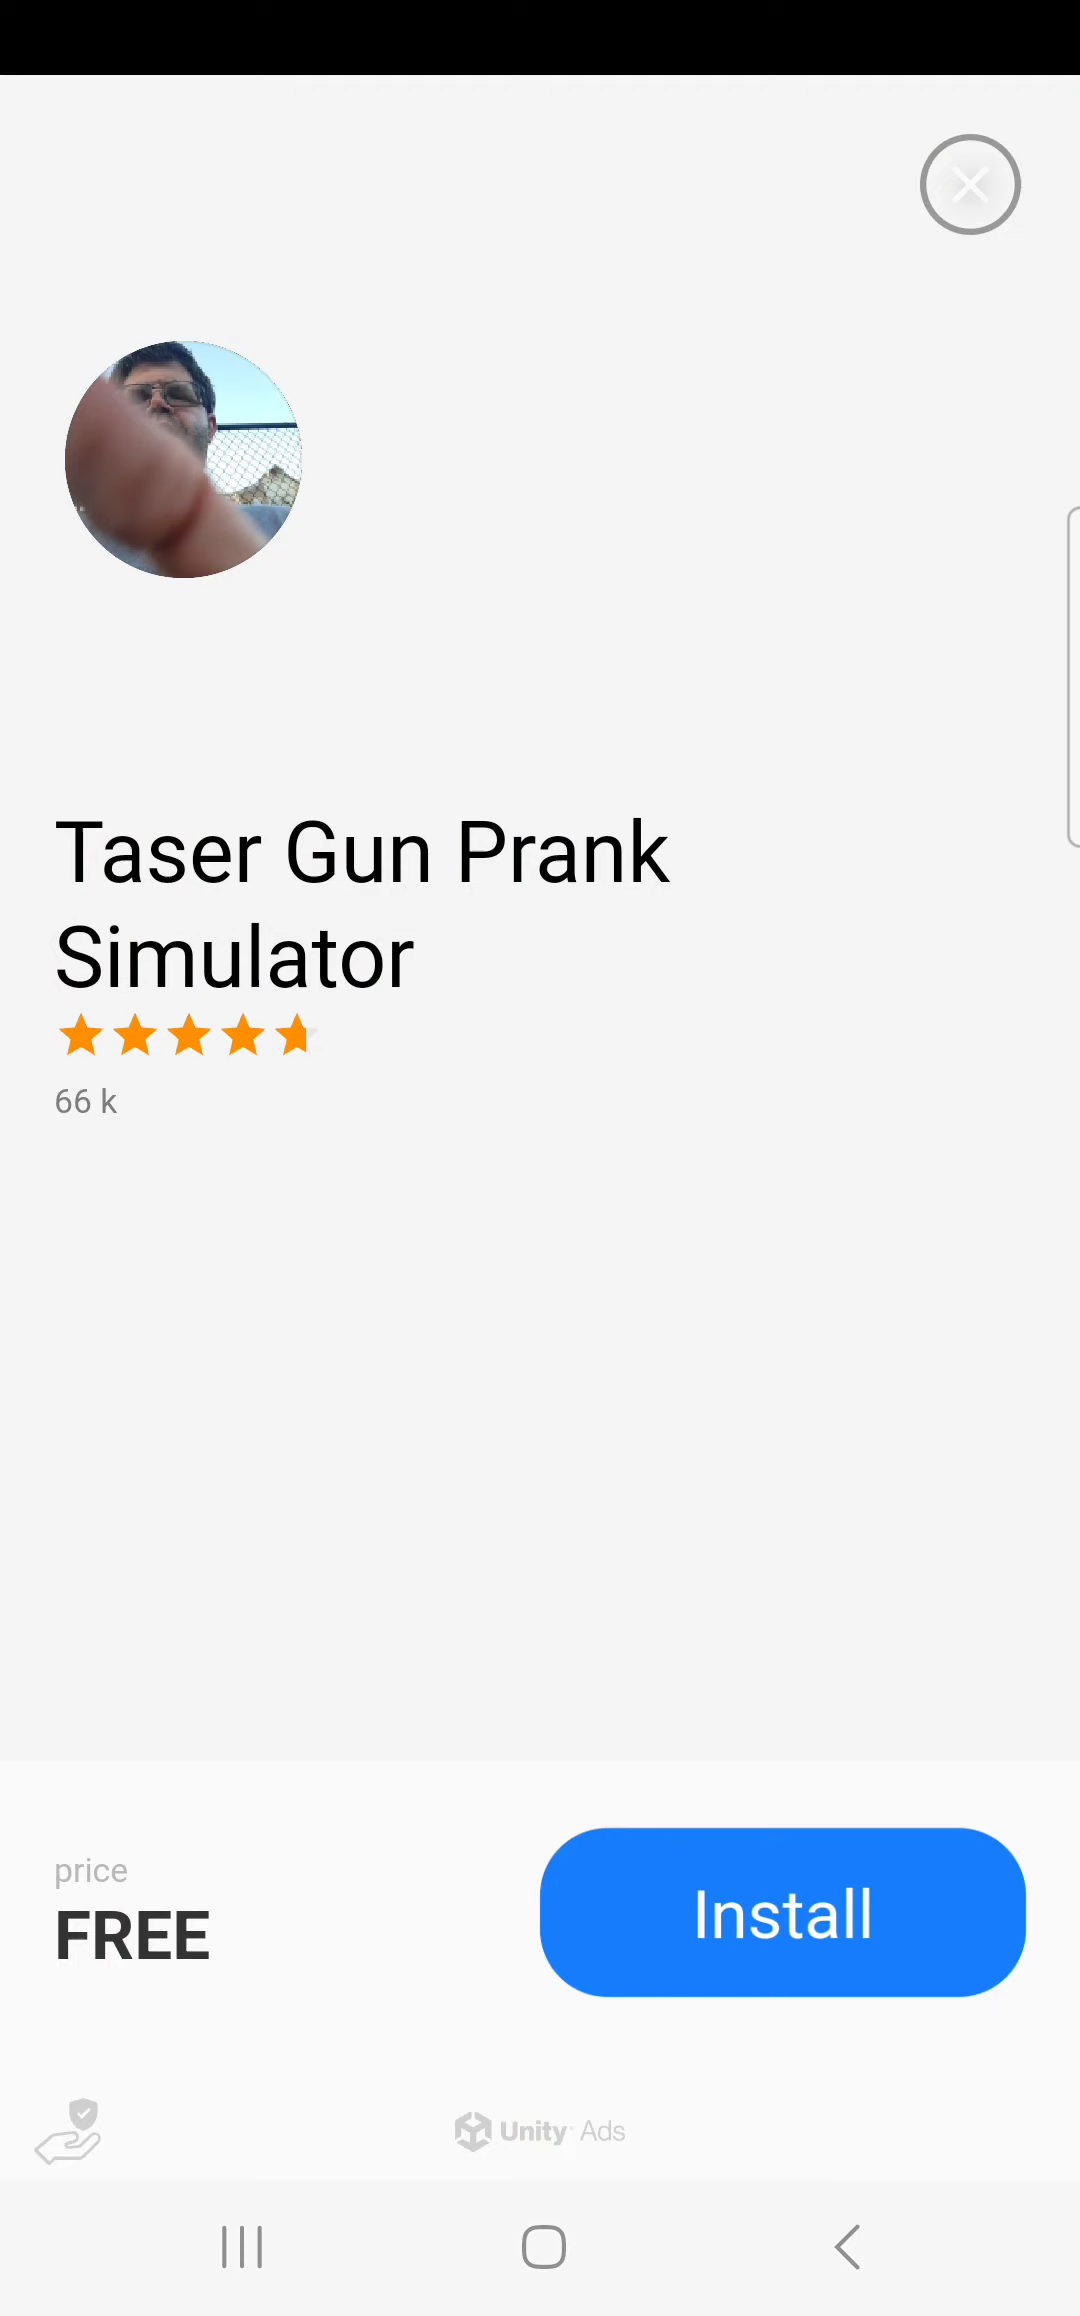 Taser Gun Prank
Simulator
66 k
price
FREE
Install
Unity Ads